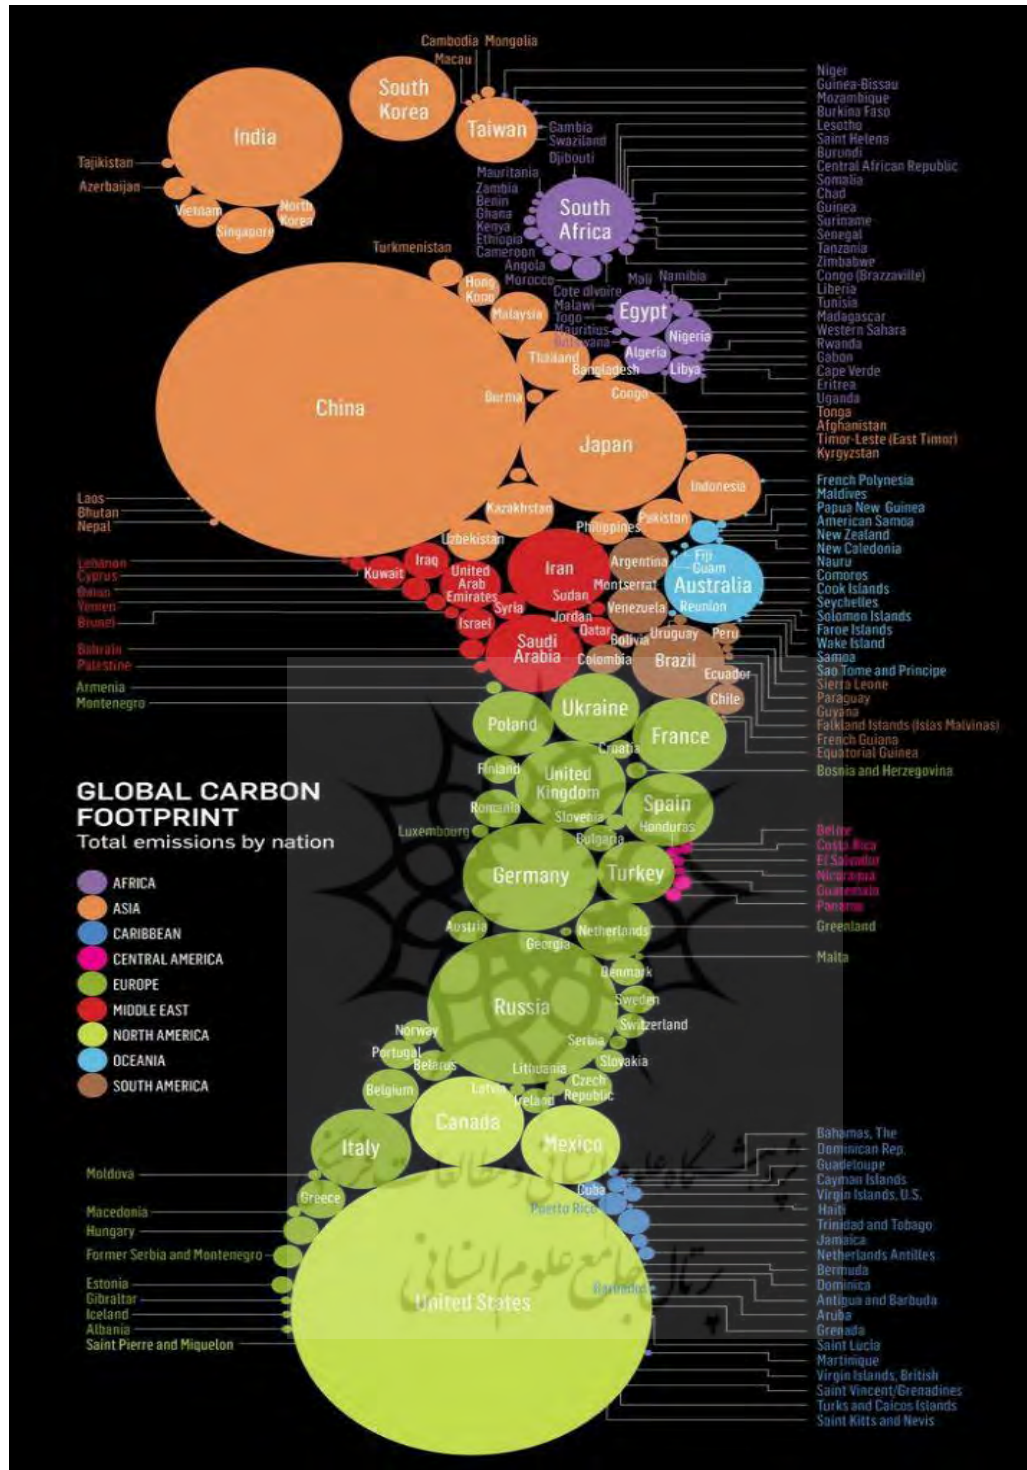 Cambodia Mongolia
Macau
South
Korea
Taiwan
India
Tajikistan
Azerbaijan
Vietnam
Singapore
North
Korea
Gambia
Swaziland
Djibouti
Mauritania
Zambia
Benin
Ghana
Kenya
Ethiopia
Cameroon
Angola
Morocco
South
Africa
Niger
Guinea-Bissau
Mozambique
Burkina Faso
Lesotho
Saint Helena
Burundi
Central African Republic
Somalia
Chad
Guinea
Suriname
Senegal
Tanzania
Zimbabwe
Congo (Brazzaville)
Liberia
Tunisia
Madagascar
Western Sahara
Rwanda
Gabon
Cape Verde
Eritrea
Uganda
Cote dIvoire
Mali
Namibia
Malawi
Togo
Mauritius
Botswana
Egypt
Nigeria
Algeria
Libya
Congo
Turkmenistan
Hong
Kong
Malaysia
Thailand
Bangladesh
Burma
China
Japan
Tonga
Afghanistan
Timor-Leste (East Timor)
Kyrgyzstan
Indonesia
Kazakhstan
Uzbekistan
Philippines
Pakistan
Laos
Bhutan
Nepal
French Polynesia
Maldives
Papua New Guinea
American Samoa
New Zealand
New Caledonia
Nauru
Comoros
Cook Islands
Seychelles
Solomon Islands
Faroe Islands
Wake Island
Samoa
Sao Tome and Principe
Sierra Leone
Paraguay
Guyana
Falkland Islands (Islas Malvinas)
French Guiana
Equatorial Guinea
Fiji
Guam
Australia
Reunion
Lebanon
Cyprus
Oman
Yemen
Brunei
Bahrain
Palestine
Kuwait
Iraq
United
Arab
Emirates
Syria
Israel
Iran
Sudan
Jordan
Qatar
Saudi
Arabia
Argentina
Montserrat
Venezuela
Bolivia
Uruguay
Peru
Colombia
Brazil
Ecuador
Chile
Armenia
Montenegro
Poland
Ukraine
France
Croatia
Bosnia and Herzegovina
Finland
United
Kingdom
Romania
Slovenia
Spain
Honduras
Luxembourg
Bulgaria
Germany
Turkey
Belize
Costa Rica
El Salvador
Nicaragua
Guatemala
Panama
GLOBAL CARBON
FOOTPRINT
Total emissions by nation
AFRICA
ASIA
CARIBBEAN
CENTRAL AMERICA
EUROPE
MIDDLE EAST
NORTH AMERICA
OCEANIA
SOUTH AMERICA
Austria
Netherlands
Georgia
Greenland
Malta
Denmark
Russia
Sweden
Switzerland
Serbia
Norway
Portugal
Belarus
Slovakia
Lithuania
Czech
Republic
Latvia
Ireland
Belgium
Canada
Italy
Mexico
Moldova
Greece
Macedonia
Hungary
Former Serbia and Montenegro
Estonia
Gibraltar
Iceland
Albania
Saint Pierre and Miquelon
Cuba
Puerto Rico
Barbados
United States
Bahamas, The
Dominican Rep.
Guadeloupe
Cayman Islands
Virgin Islands, U.S.
Haiti
Trinidad and Tobago
Jamaica
Netherlands Antilles
Bermuda
Dominica
Antigua and Barbuda
Aruba
Grenada
Saint Lucia
Martinique
Virgin Islands, British
Saint Vincent/Grenadines
Turks and Caicos Islands
Saint Kitts and Nevis
پژوهشگاه علوم انسانی و مطالعات فرهنگی
پرتال جامع علوم انسانی